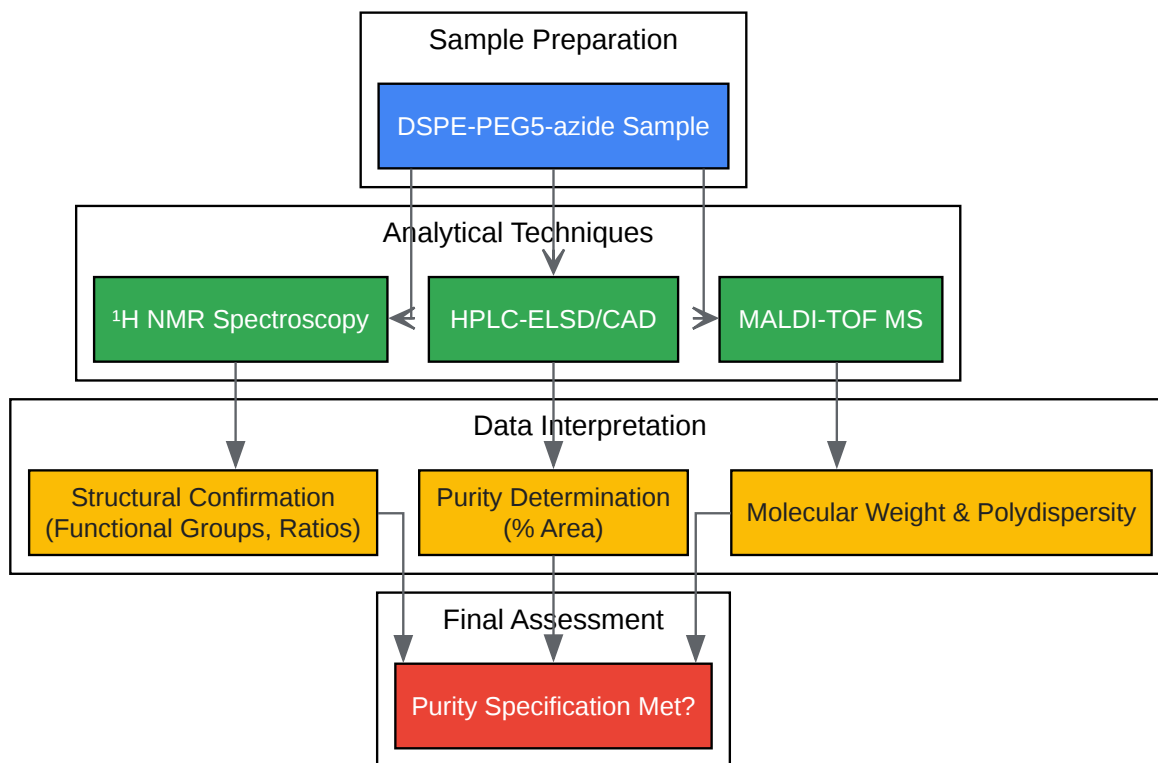 Sample Preparation
DSPE-PEG5-azide Sample
Analytical Techniques
¹H NMR Spectroscopy
HPLC-ELSD/CAD
MALDI-TOF MS
Data Interpretation
Structural Confirmation
(Functional Groups, Ratios)
Purity Determination
(% Area)
Molecular Weight & Polydispersity
Final Assessment
Purity Specification Met?